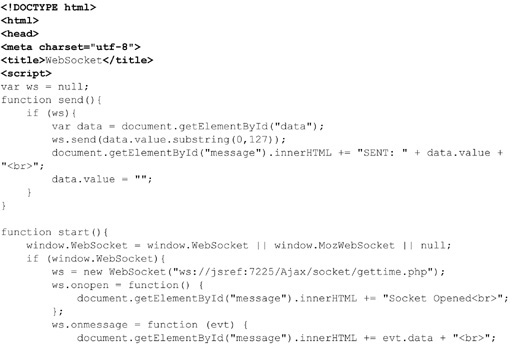 <!DOCTYPE html>
<html>
<head>
<meta charset="utf-8">
<title>WebSocket</title>
<script>
var ws = null;
function send(){
    if (ws){
        var data = document.getElementById("data");
        ws.send(data.value.substring(0,127));
        document.getElementById("message").innerHTML += "SENT: " + data.value +
"<br>";
        data.value = "";
    }
}

function start(){
    window.WebSocket = window.WebSocket || window.MozWebSocket || null;
    if (window.WebSocket){
        ws = new WebSocket("ws://jsref:7225/Ajax/socket/gettime.php");
        ws.onopen = function() {
            document.getElementById("message").innerHTML += "Socket Opened<br>";
        };
        ws.onmessage = function (evt) {
            document.getElementById("message").innerHTML += evt.data + "<br>";